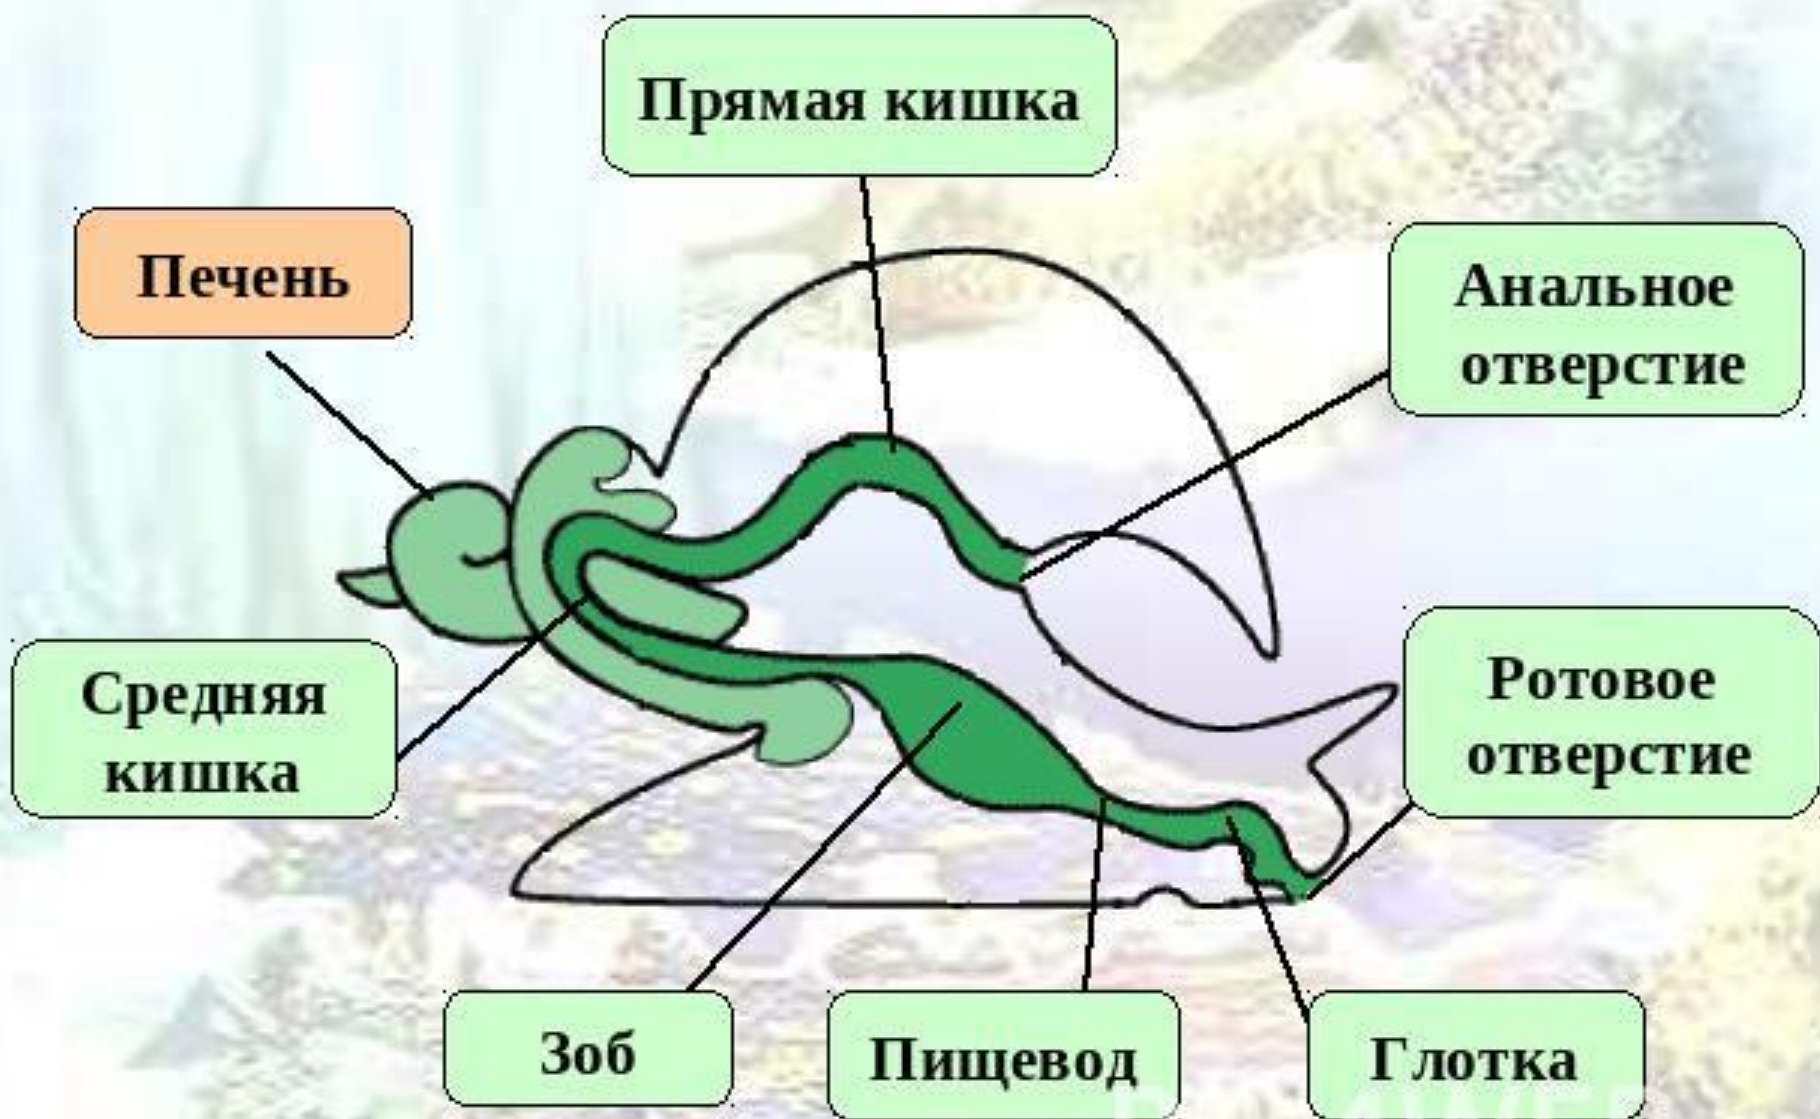 Прямая кишка
Печень
Анальное
отверстие
Средняя
кишка
Ротовое
отверстие
Зоб
Пищевод
Глотка